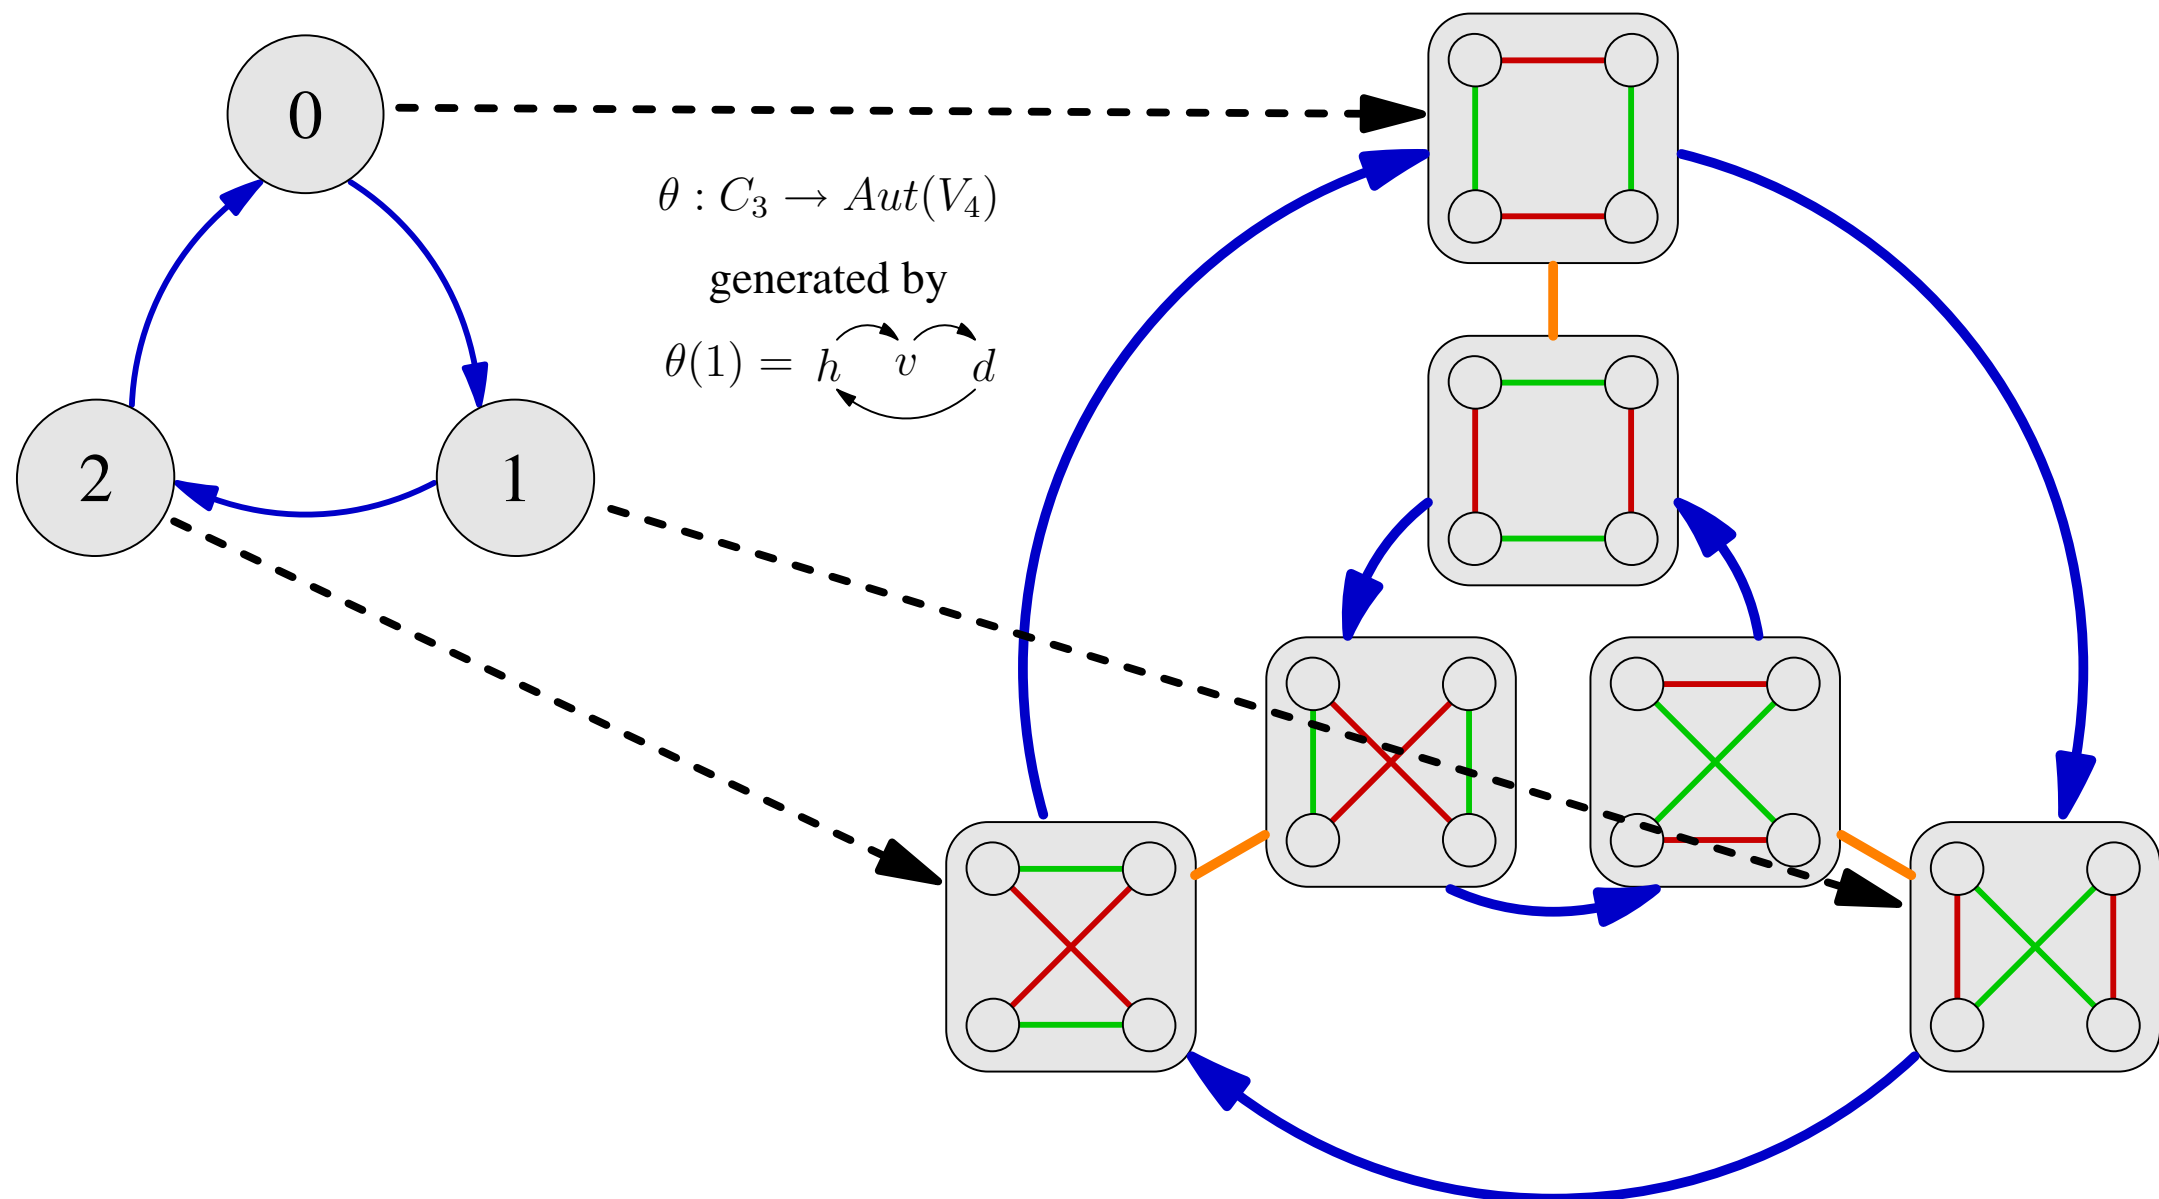 0
θ : C₃ → Aut(V₄)
generated by
θ(1) = h v d
2
1